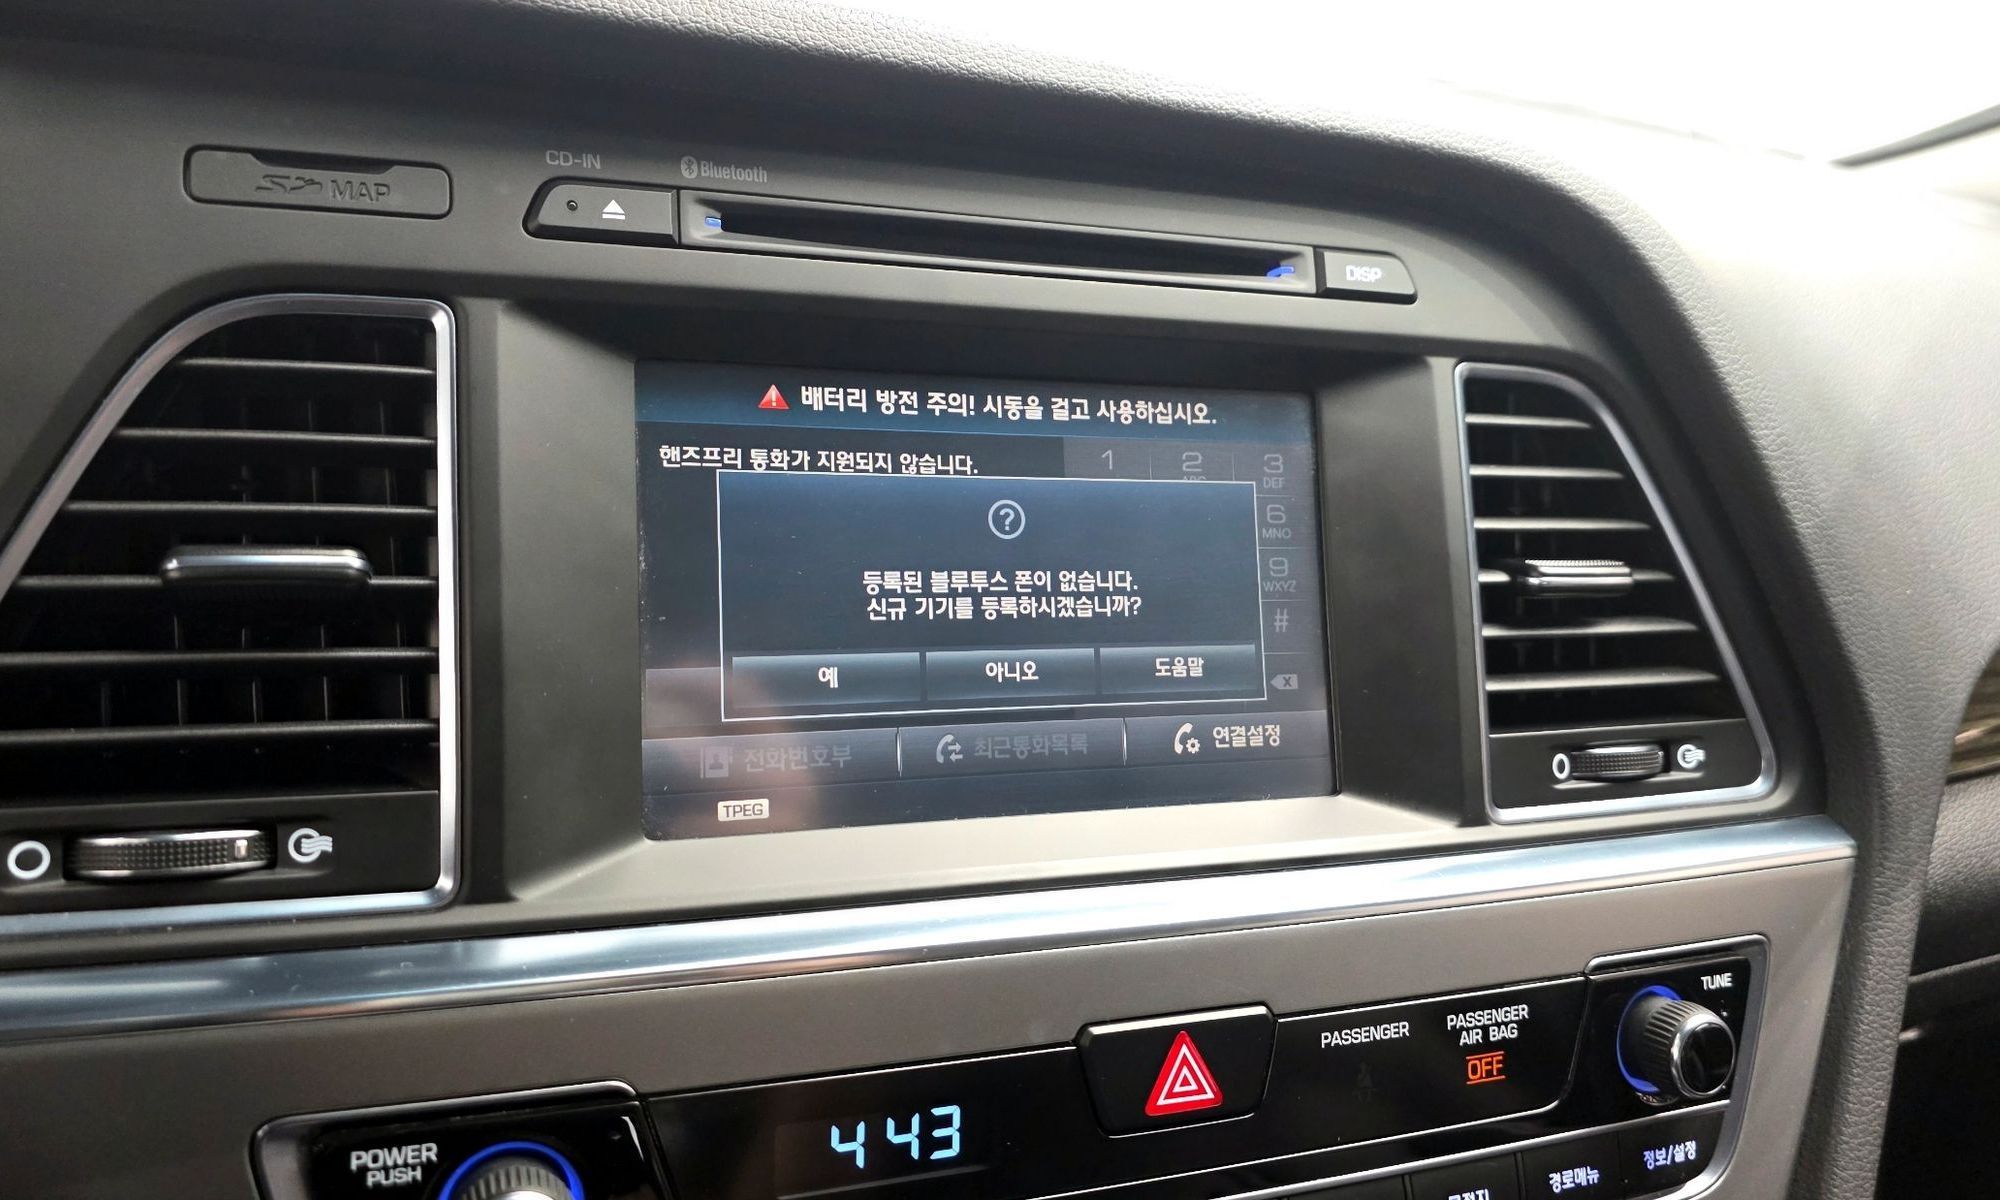 CD-IN
Bluetooth
SD MAP
DISP
배터리 방전 주의! 시동을 걸고 사용하십시오.
핸즈프리 통화가 지원되지 않습니다.
1
2
3
DEF
6
MNO
9
WXYZ
#
?
등록된 블루투스 폰이 없습니다.
신규 기기를 등록하시겠습니까?
예
아니오
도움말
전화번호부
최근통화목록
연결설정
TPEG
TUNE
PASSENGER
PASSENGER
AIR BAG
OFF
4 43
POWER
PUSH
경로메뉴
정보/설정